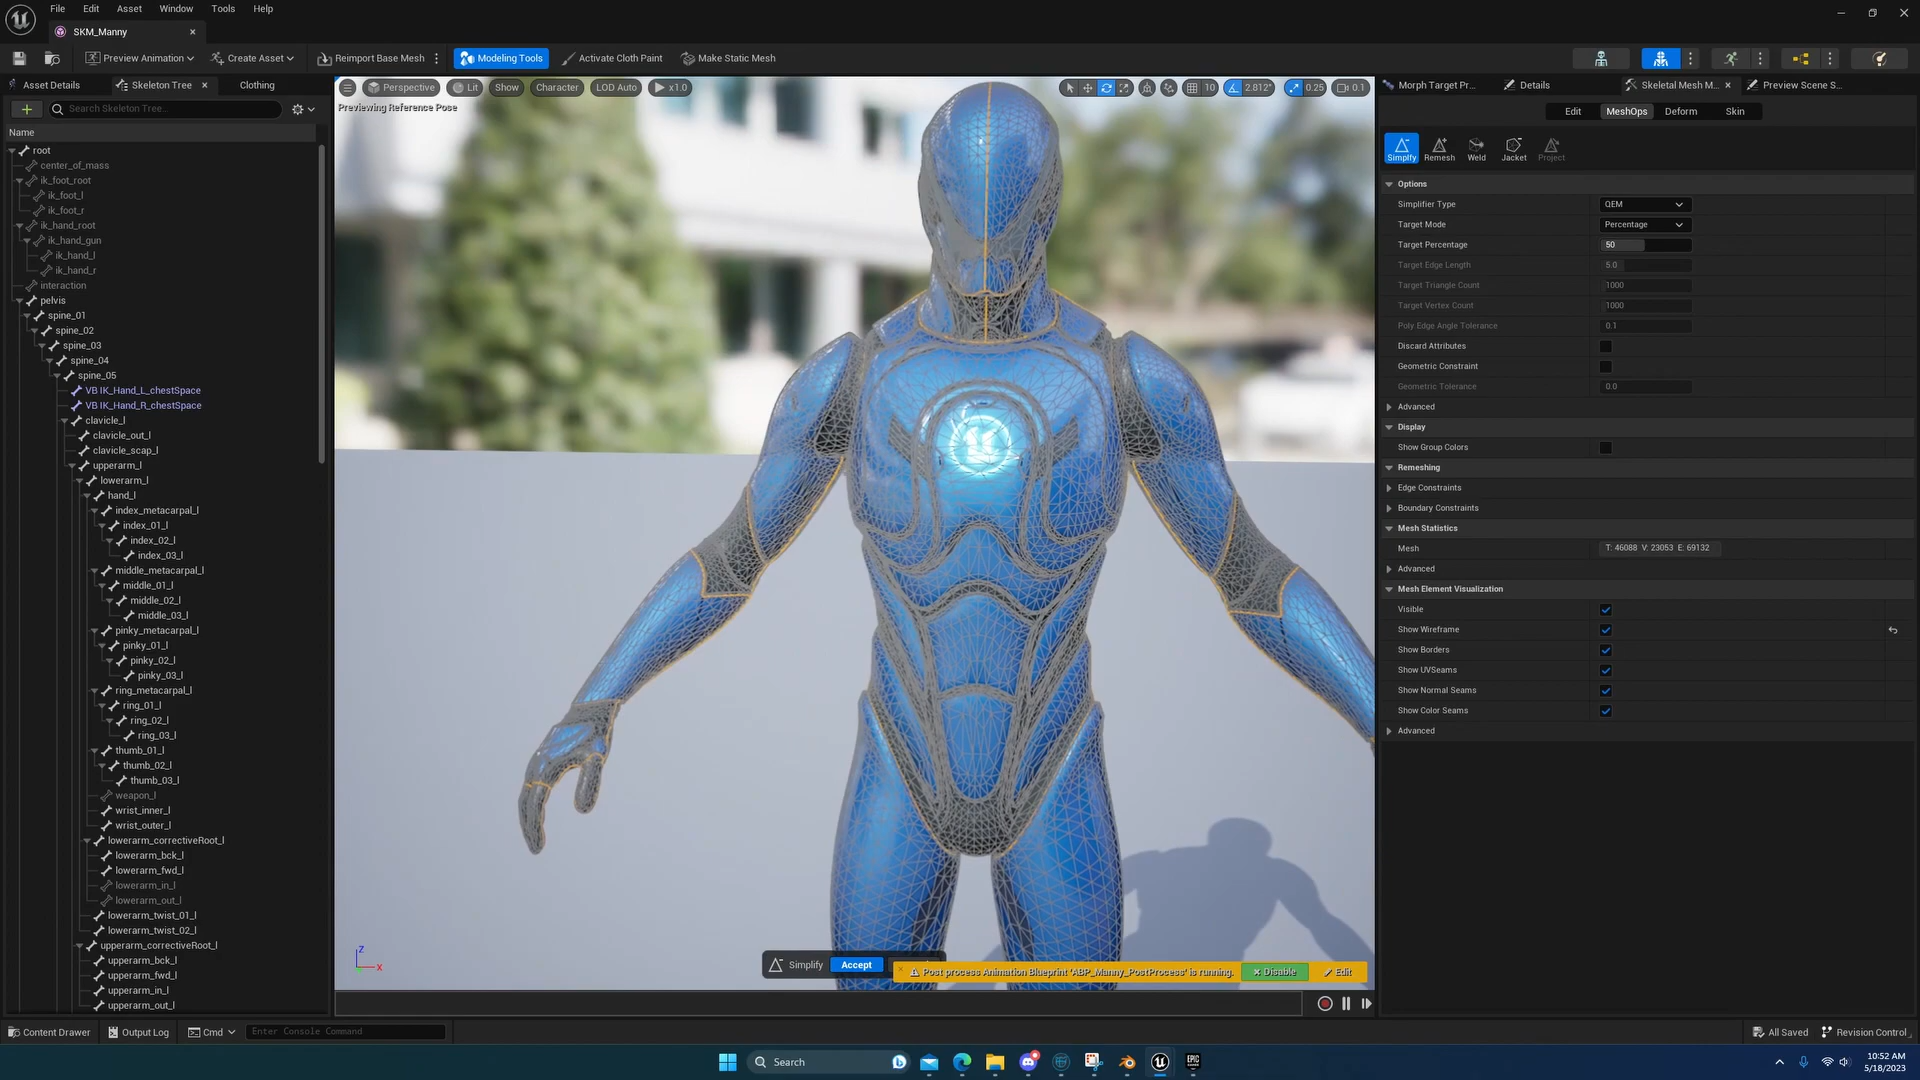 File Edit Asset Window Tools Help
SKM_Manny
Preview Animation Create Asset Reimport Base Mesh Modeling Tools Activate Cloth Paint Make Static Mesh
Asset Details Skeleton Tree Clothing
Search Skeleton Tree...
Name
root
center_of_mass
ik_foot_root
ik_foot_l
ik_foot_r
ik_hand_root
ik_hand_gun
ik_hand_l
ik_hand_r
interaction
pelvis
spine_01
spine_02
spine_03
spine_04
spine_05
VB IK_Hand_L_chestSpace
VB IK_Hand_R_chestSpace
clavicle_l
clavicle_out_l
clavicle_scap_l
upperarm_l
lowerarm_l
hand_l
index_metacarpal_l
index_01_l
index_02_l
index_03_l
middle_metacarpal_l
middle_01_l
middle_02_l
middle_03_l
pinky_metacarpal_l
pinky_01_l
pinky_02_l
pinky_03_l
ring_metacarpal_l
ring_01_l
ring_02_l
ring_03_l
thumb_01_l
thumb_02_l
thumb_03_l
weapon_l
wrist_inner_l
wrist_outer_l
lowerarm_correctiveRoot_l
lowerarm_bck_l
lowerarm_fwd_l
lowerarm_in_l
lowerarm_out_l
lowerarm_twist_01_l
lowerarm_twist_02_l
upperarm_correctiveRoot_l
upperarm_bck_l
upperarm_fwd_l
upperarm_in_l
upperarm_out_l
Perspective Lit Show Character LOD Auto x1.0 10 2.812° 0.25 0.1
Previewing Reference Pose
Z
X
Simplify Accept
Post process Animation Blueprint 'ABP_Manny_PostProcess' is running. Disable Edit
Morph Target Pr... Details Skeletal Mesh M... Preview Scene S...
Edit MeshOps Deform Skin
Simplify Remesh Weld Jacket Project
Options
Simplifier Type QEM
Target Mode Percentage
Target Percentage 50
Target Edge Length 5.0
Target Triangle Count 1000
Target Vertex Count 1000
Poly Edge Angle Tolerance 0.1
Discard Attributes
Geometric Constraint
Geometric Tolerance 0.0
Advanced
Display
Show Group Colors
Remeshing
Edge Constraints
Boundary Constraints
Mesh Statistics
Mesh T: 46088 V: 23053 E: 69132
Advanced
Mesh Element Visualization
Visible
Show Wireframe
Show Borders
Show UVSeams
Show Normal Seams
Show Color Seams
Advanced
Content Drawer Output Log Cmd Enter Console Command All Saved Revision Control
Search
EPIC
10:52 AM
5/18/2023